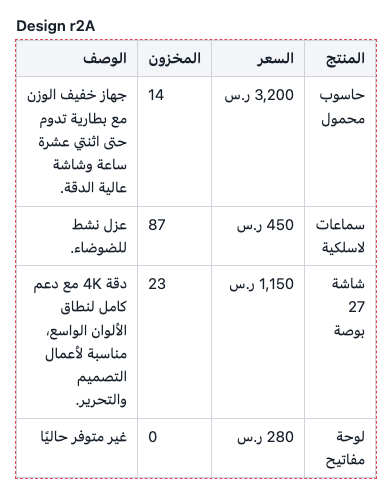 Design r2A
المنتج السعر المخزون الوصف
حاسوب محمول 3,200 ر.س 14 جهاز خفيف الوزن مع بطارية تدوم حتى اثنتي عشرة ساعة وشاشة عالية الدقة.
سماعات لاسلكية 450 ر.س 87 عزل نشط للضوضاء.
شاشة 27 بوصة 1,150 ر.س 23 دقة 4K مع دعم كامل لنطاق الألوان الواسع، مناسبة لأعمال التصميم والتحرير.
لوحة مفاتيح 280 ر.س 0 غير متوفر حاليًا